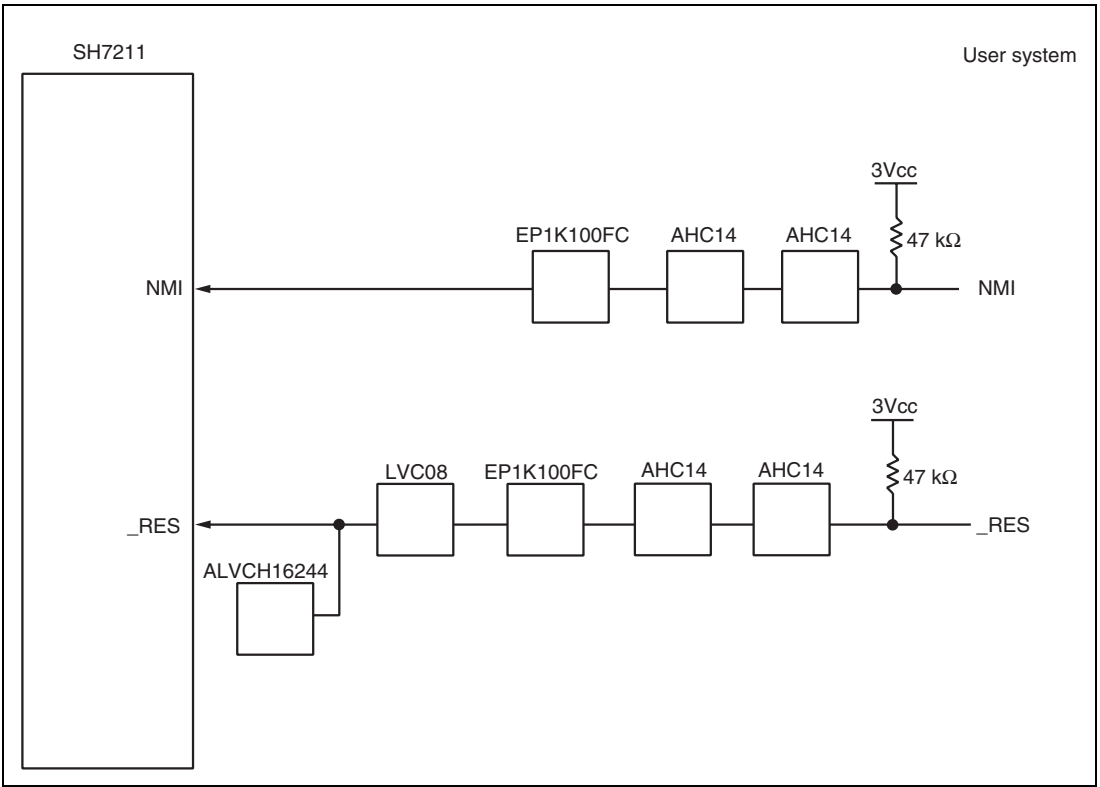 SH7211
User system
3Vcc
EP1K100FC
AHC14
AHC14
47 kΩ
NMI
NMI
3Vcc
LVC08
EP1K100FC
AHC14
AHC14
47 kΩ
_RES
_RES
ALVCH16244